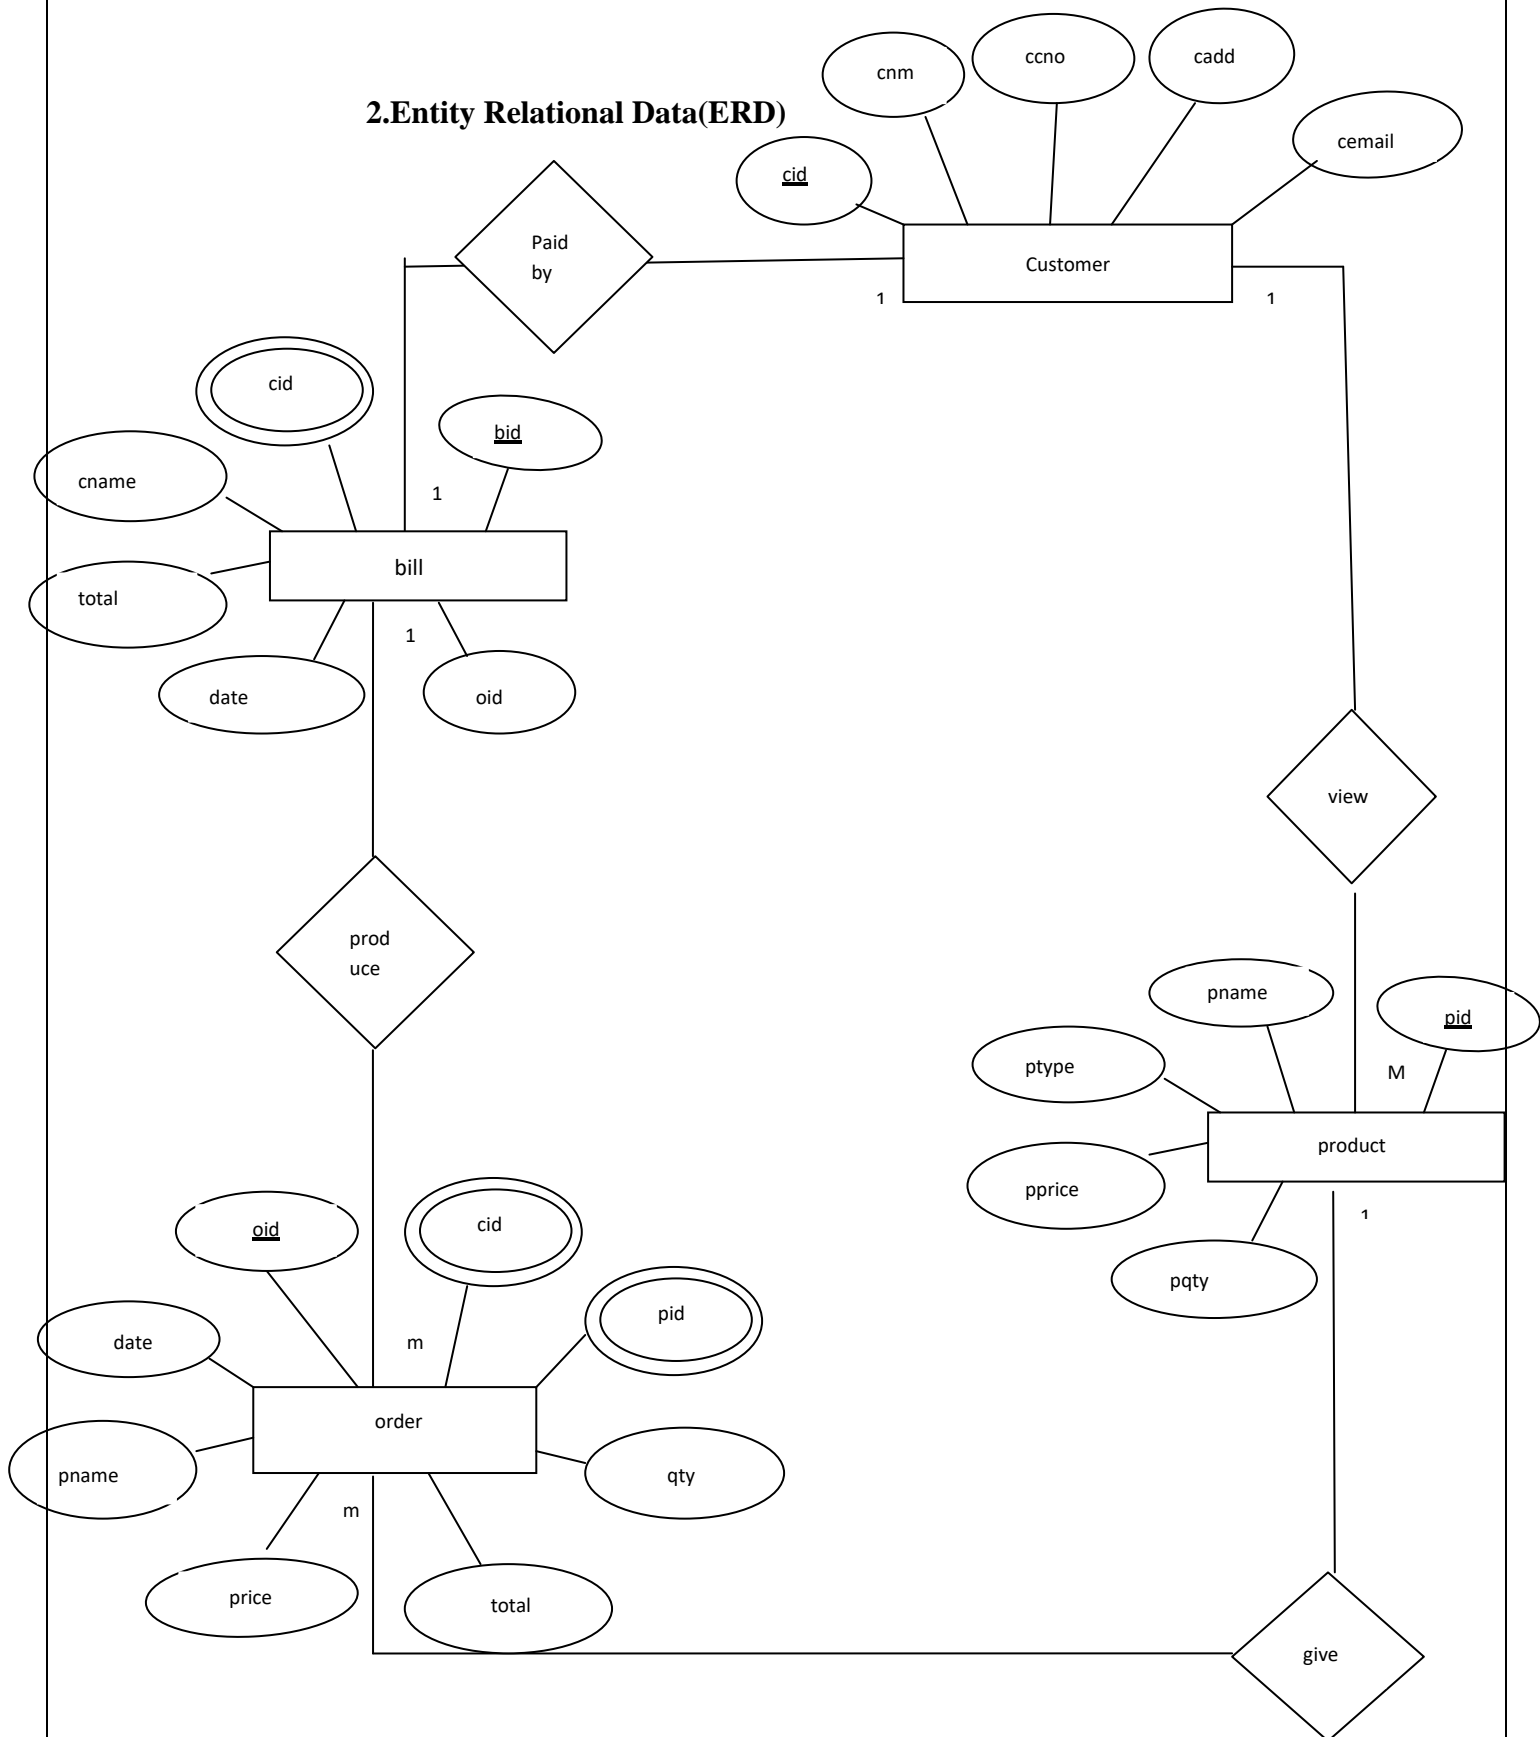 cnm
ccno
cadd
2.Entity Relational Data(ERD)
cemail
cid
Paid
by
Customer
1
1
cid
bid
cname
1
bill
total
1
date
oid
view
prod
uce
pname
pid
ptype
M
product
pprice
1
oid
cid
pqty
pid
date
m
order
pname
qty
m
price
total
give